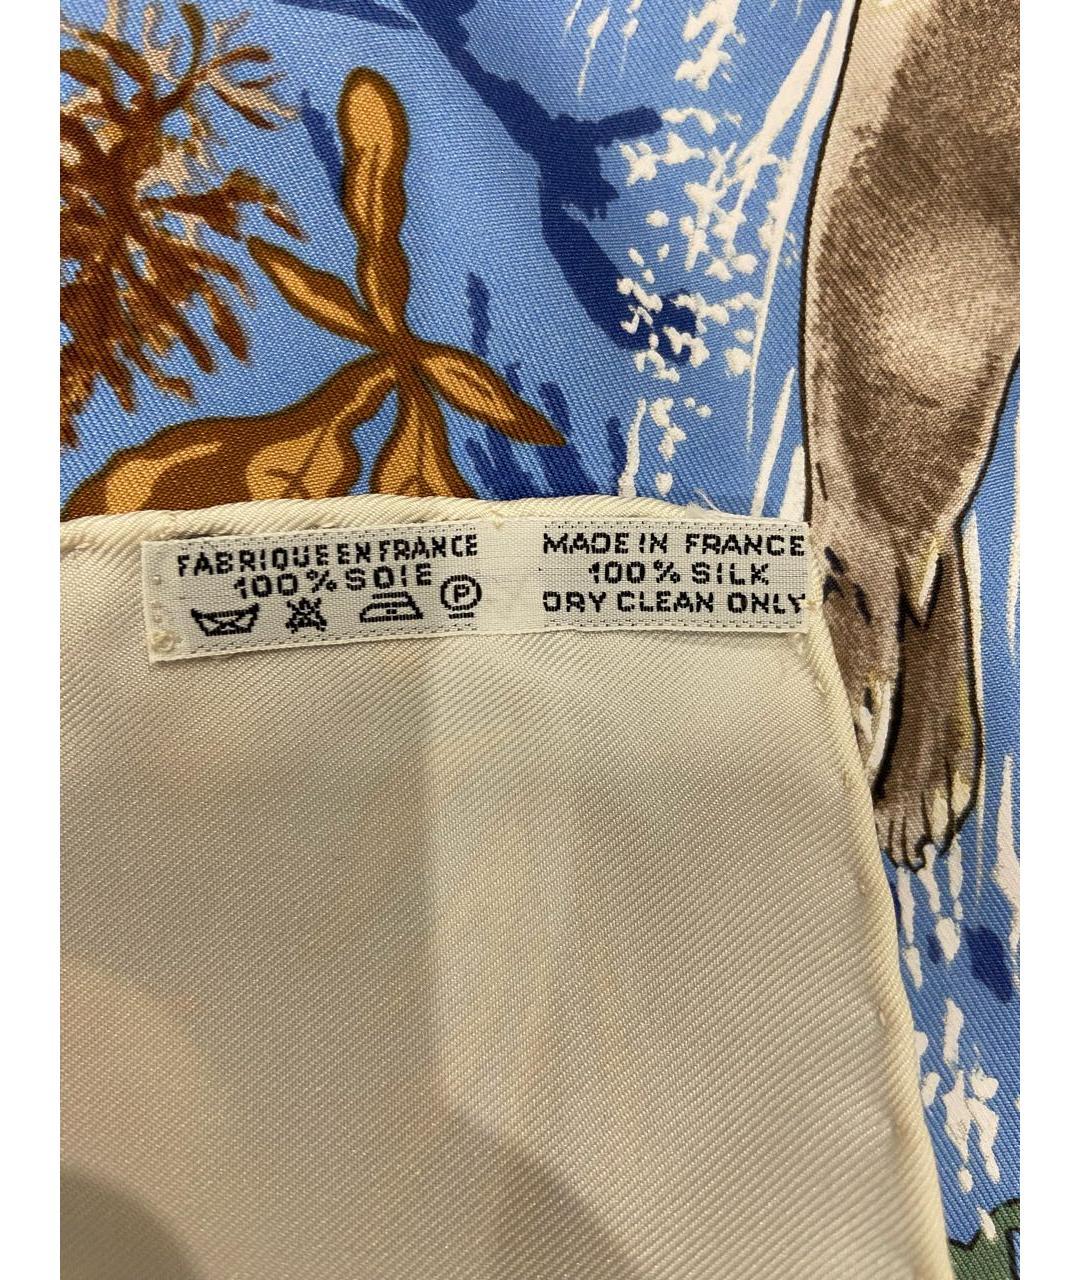 FABRIQUE EN FRANCE
100% SOIE
P
MADE IN FRANCE
100% SILK
DRY CLEAN ONLY